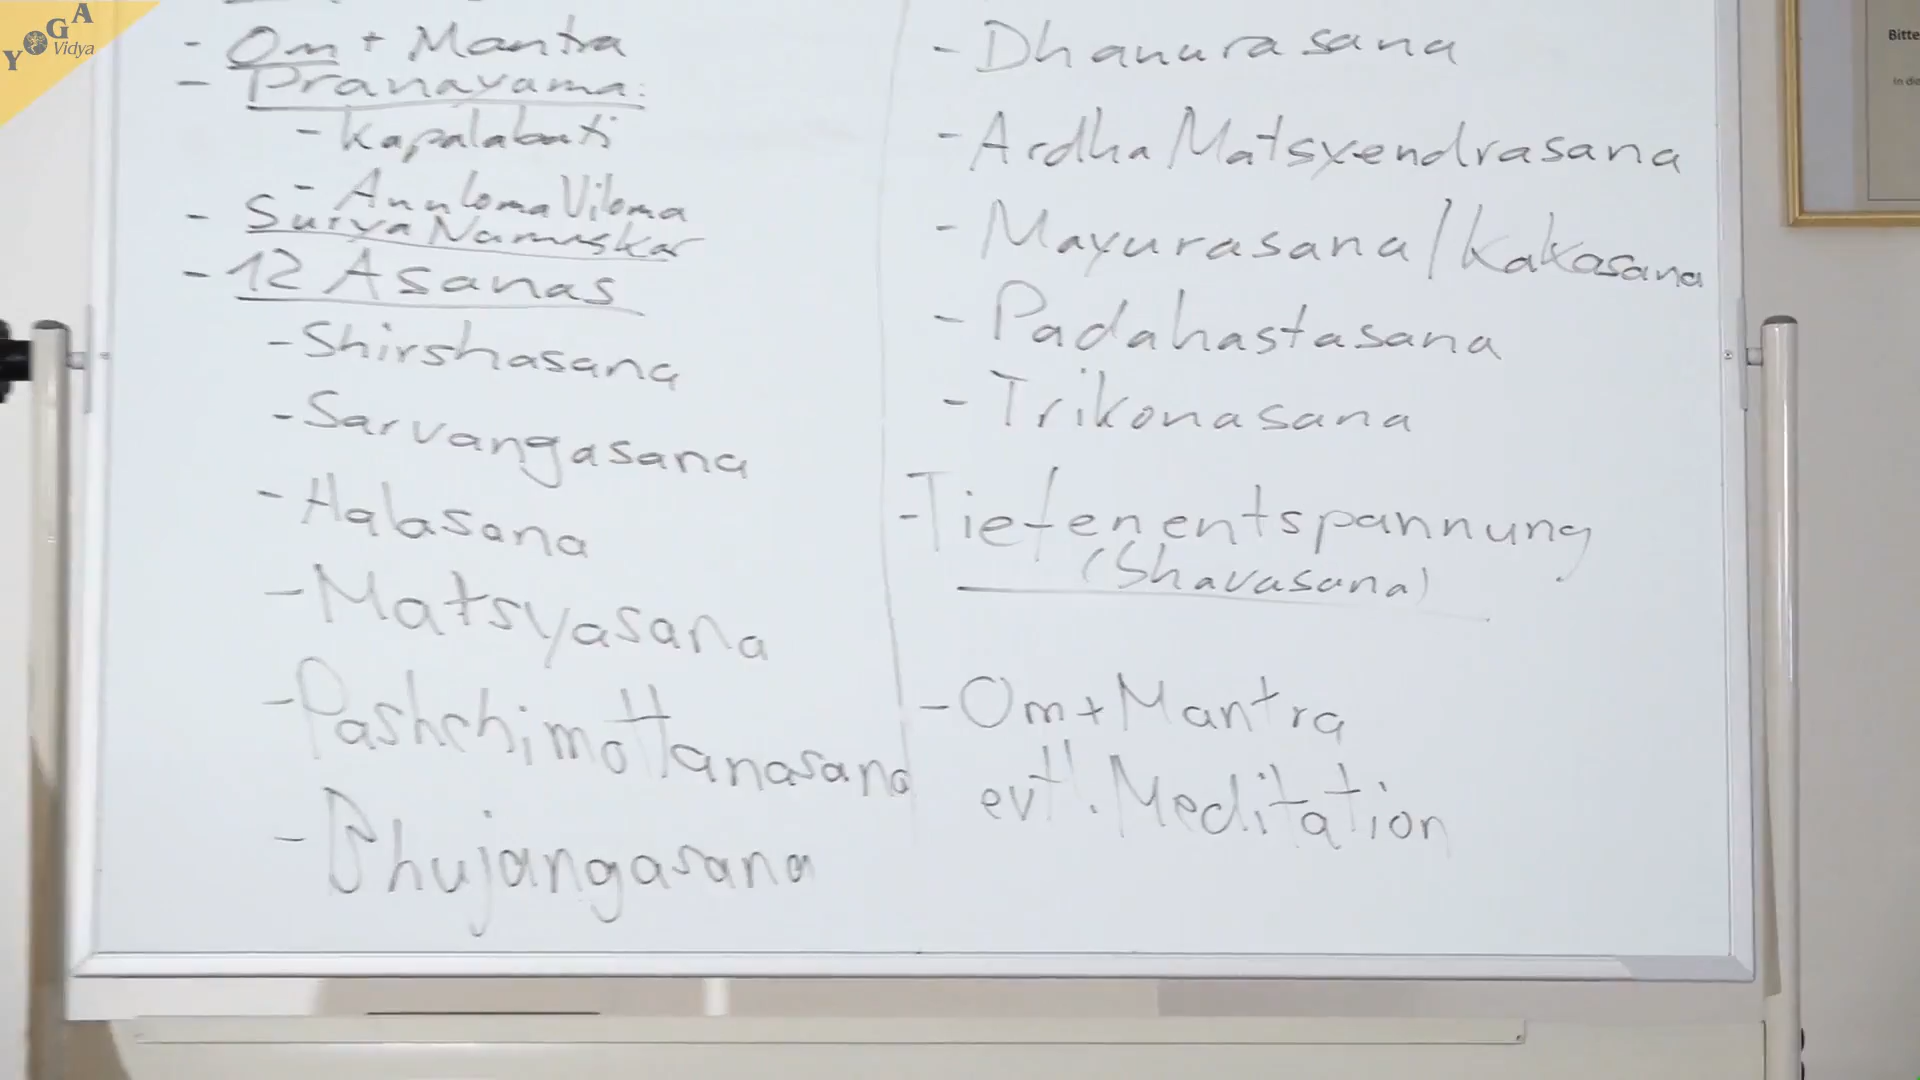 YOGA
Vidya
- Om + Mantra
- Pranayama:
- Kapalabati
- Anuloma Viloma
- Surya Namaskar
- 12 Asanas
- Shirshasana
- Sarvangasana
- Halasana
- Matsyasana
- Pashchimottanasana
- Bhujangasana
- Dhanurasana
- Ardha Matsyendrasana
- Mayurasana / Kakasana
- Padahastasana
- Trikonasana
- Tiefenentspannung
(Shavasana)
- Om + Mantra
evtl. Meditation
Bitte